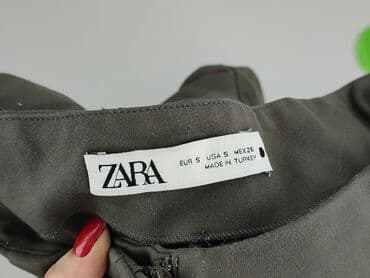 ZARA
EUR S USA S MEX 26
MADE IN TURKEY